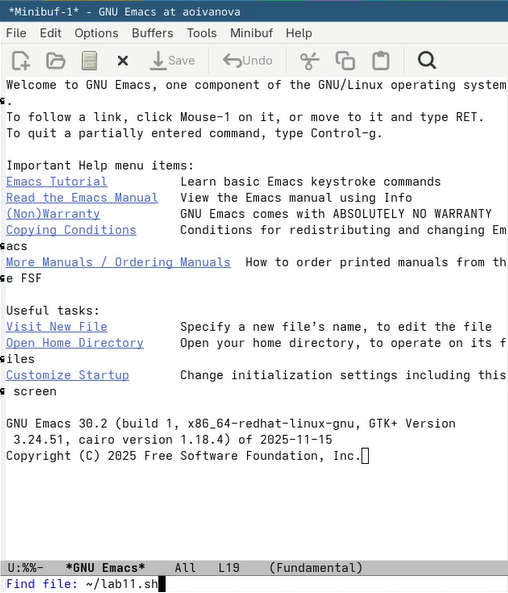 *Minibuf-1* - GNU Emacs at aoivanova
File Edit Options Buffers Tools Minibuf Help
Save Undo
Welcome to GNU Emacs, one component of the GNU/Linux operating system
.
To follow a link, click Mouse-1 on it, or move to it and type RET.
To quit a partially entered command, type Control-g.
Important Help menu items:
Emacs Tutorial Learn basic Emacs keystroke commands
Read the Emacs Manual View the Emacs manual using Info
(Non)Warranty GNU Emacs comes with ABSOLUTELY NO WARRANTY
Copying Conditions Conditions for redistributing and changing Em
acs
More Manuals / Ordering Manuals How to order printed manuals from th
e FSF
Useful tasks:
Visit New File Specify a new file’s name, to edit the file
Open Home Directory Open your home directory, to operate on its f
iles
Customize Startup Change initialization settings including this
screen
GNU Emacs 30.2 (build 1, x86_64-redhat-linux-gnu, GTK+ Version
3.24.51, cairo version 1.18.4) of 2025-11-15
Copyright (C) 2025 Free Software Foundation, Inc.
U:%%- *GNU Emacs* All L19 (Fundamental)
Find file: ~/lab11.sh